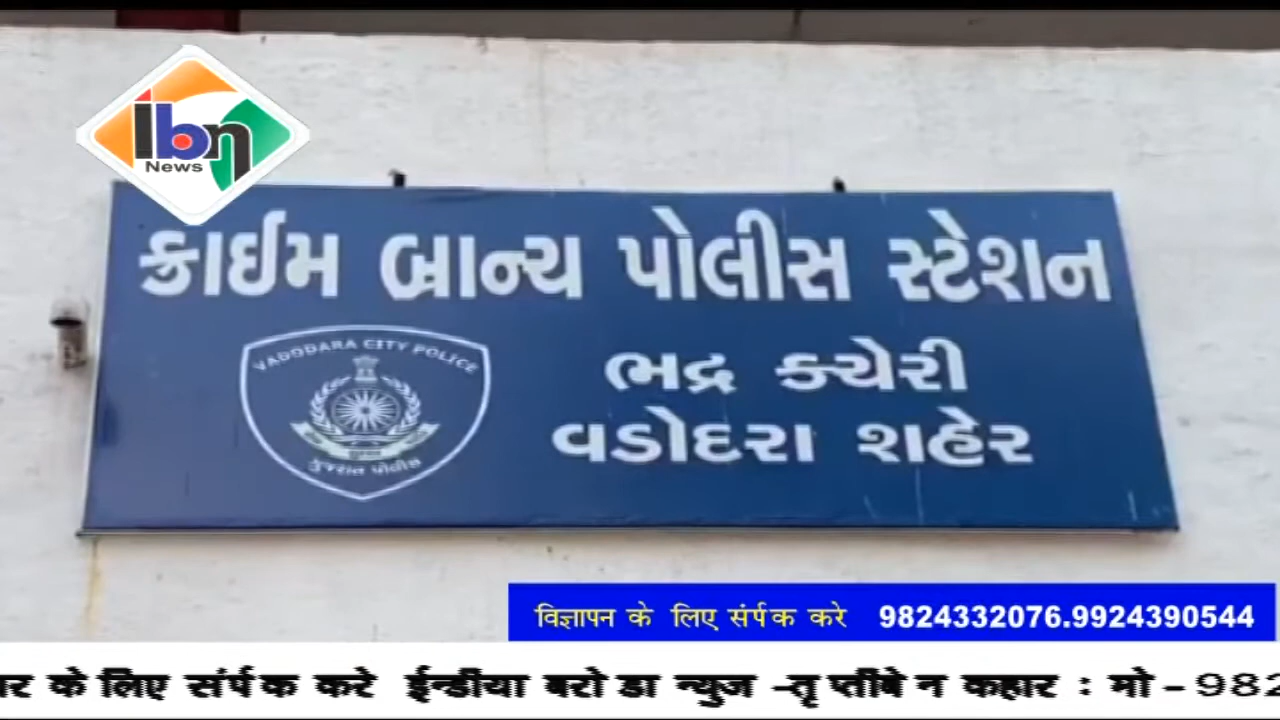 ibn
News
ક્રાઈમ બ્રાન્ચ પોલીસ સ્ટેશન
VADODARA CITY POLICE
ગુજરાત પોલીસ
ભદ્ર કચેરી
વડોદરા શહેર
विज्ञापन के लिए संर्पक करे 9824332076.9924390544
के लिए संर्पक करे ईन्डीया बरोडा न्युज -तृप्तीबेन कहार : मो - 982